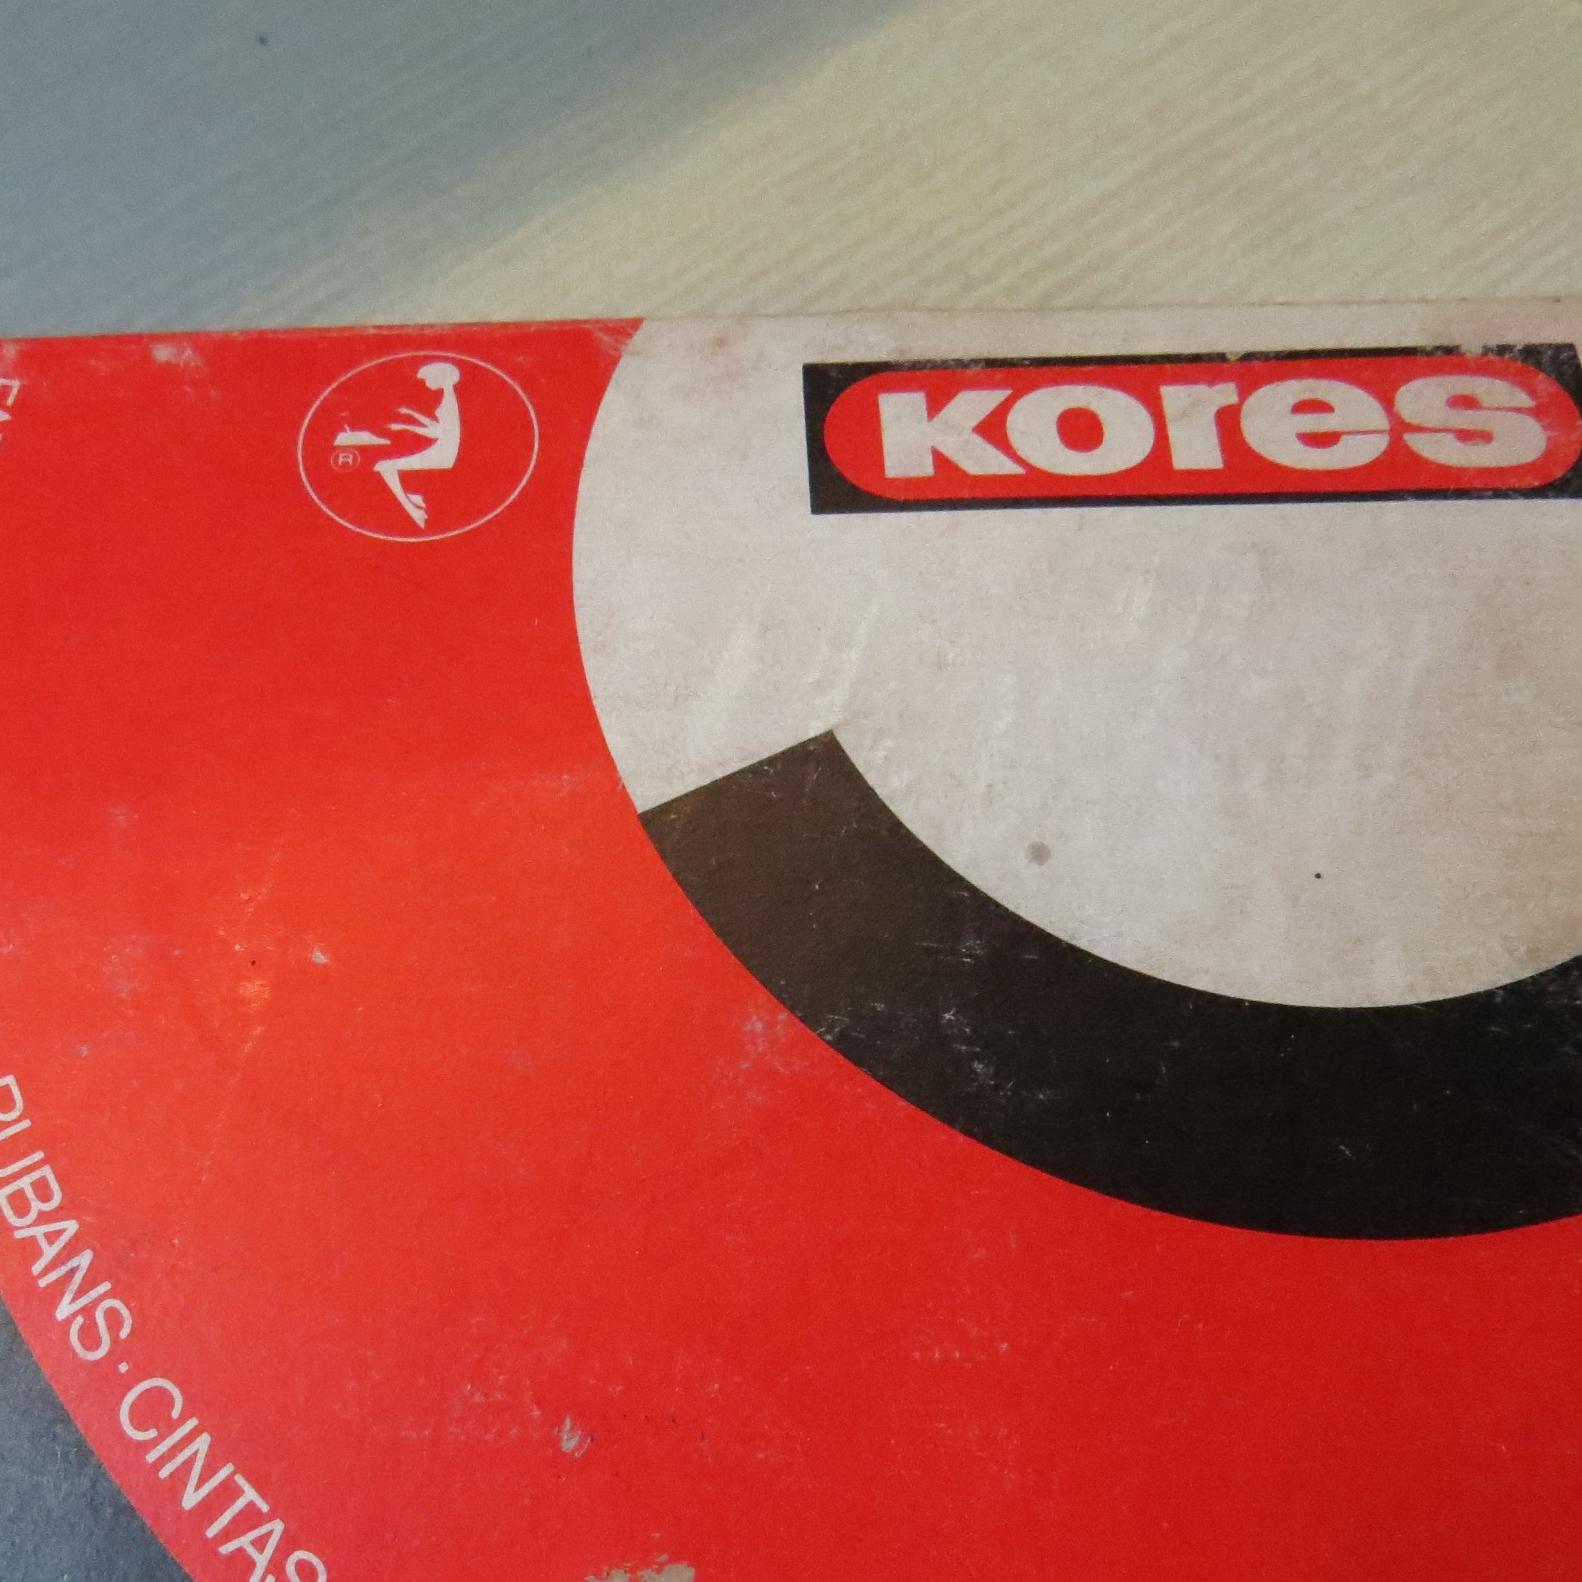 kores
®
RUBANS · CINTAS